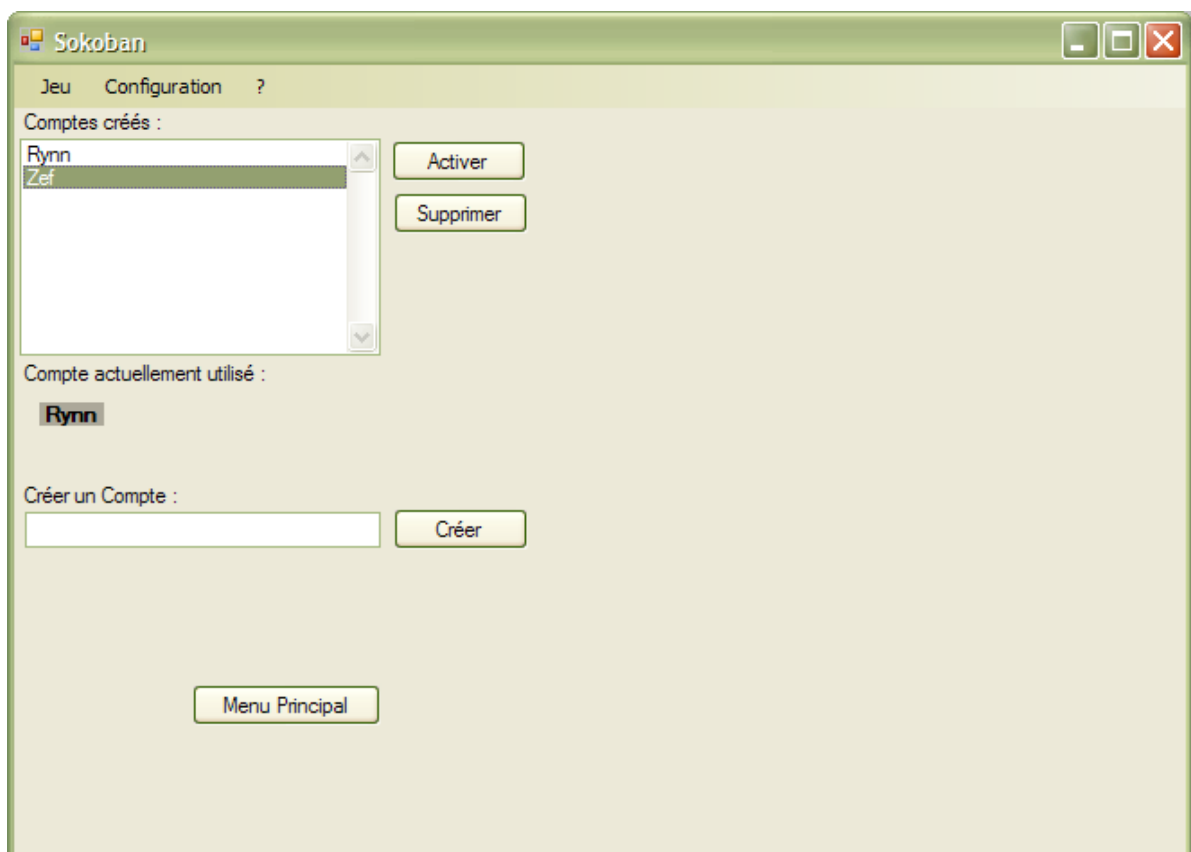 Sokoban
Jeu Configuration ?
Comptes créés :
Rynn
Zef
Activer
Supprimer
Compte actuellement utilisé :
Rynn
Créer un Compte :
Créer
Menu Principal